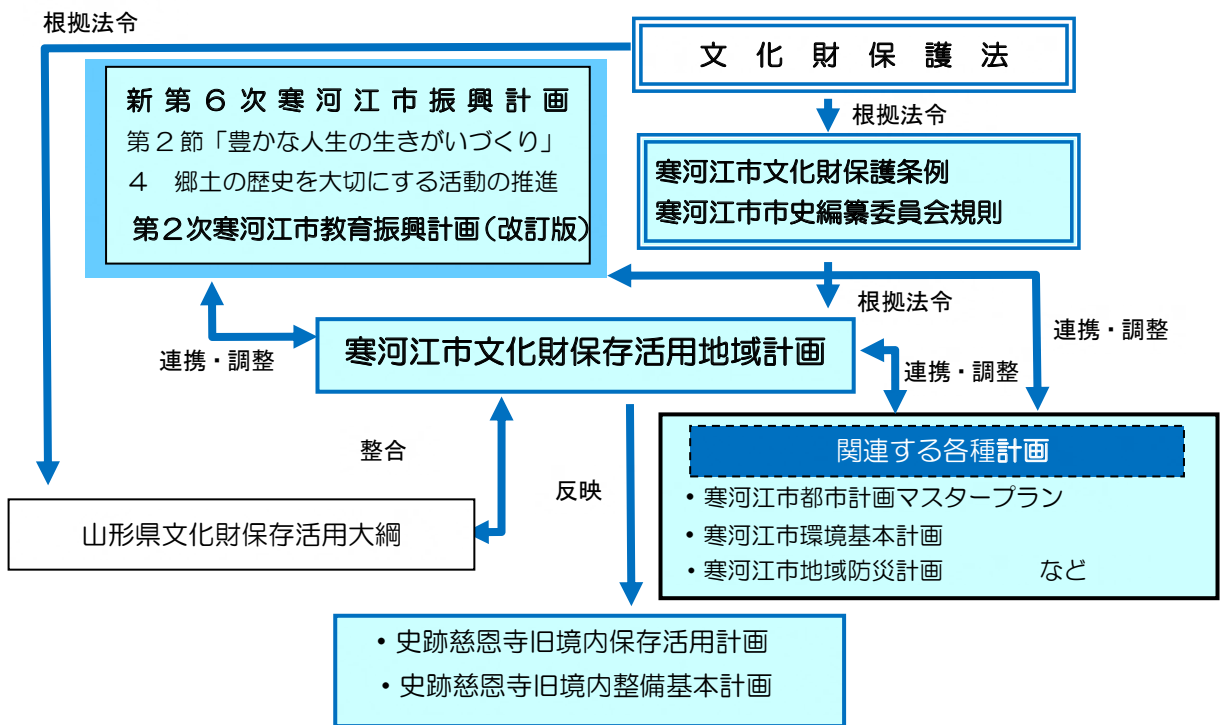 根拠法令
文化財保護法
根拠法令
新第６次寒河江市振興計画
第２節「豊かな人生の生きがいづくり」
４　郷土の歴史を大切にする活動の推進
第２次寒河江市教育振興計画（改訂版）
寒河江市文化財保護条例
寒河江市市史編纂委員会規則
根拠法令
連携・調整
連携・調整
寒河江市文化財保存活用地域計画
連携・調整
整合
反映
関連する各種計画
・寒河江市都市計画マスタープラン
・寒河江市環境基本計画
・寒河江市地域防災計画　　　など
山形県文化財保存活用大綱
・史跡慈恩寺旧境内保存活用計画
・史跡慈恩寺旧境内整備基本計画